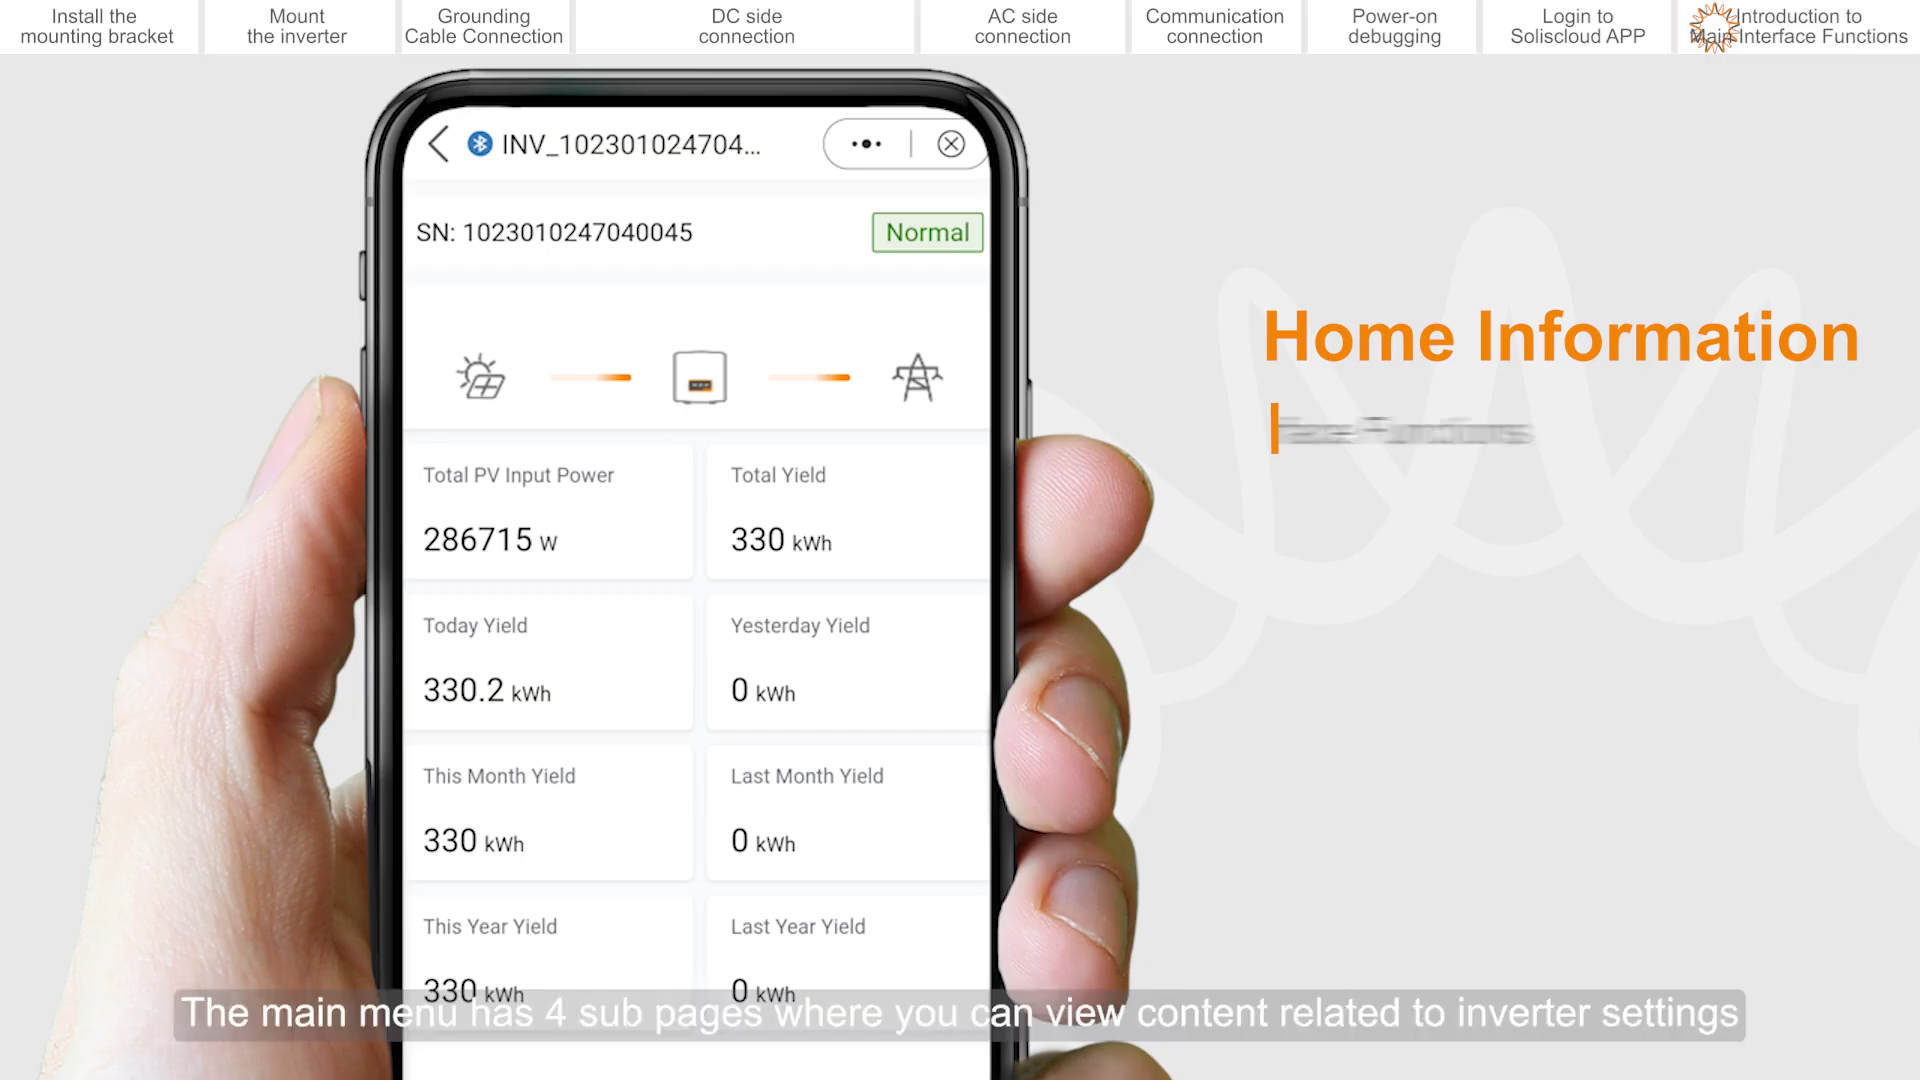 Install the
mounting bracket
Mount
the inverter
Grounding
Cable Connection
DC side
connection
AC side
connection
Communication
connection
Power-on
debugging
Login to
Soliscloud APP
Introduction to
Main Interface Functions
INV_102301024704...
SN: 1023010247040045
Normal
Home Information
Total PV Input Power
286715 W
Total Yield
330 kWh
Today Yield
330.2 kWh
Yesterday Yield
0 kWh
This Month Yield
330 kWh
Last Month Yield
0 kWh
This Year Yield
330 kWh
Last Year Yield
0 kWh
The main menu has 4 sub pages where you can view content related to inverter settings